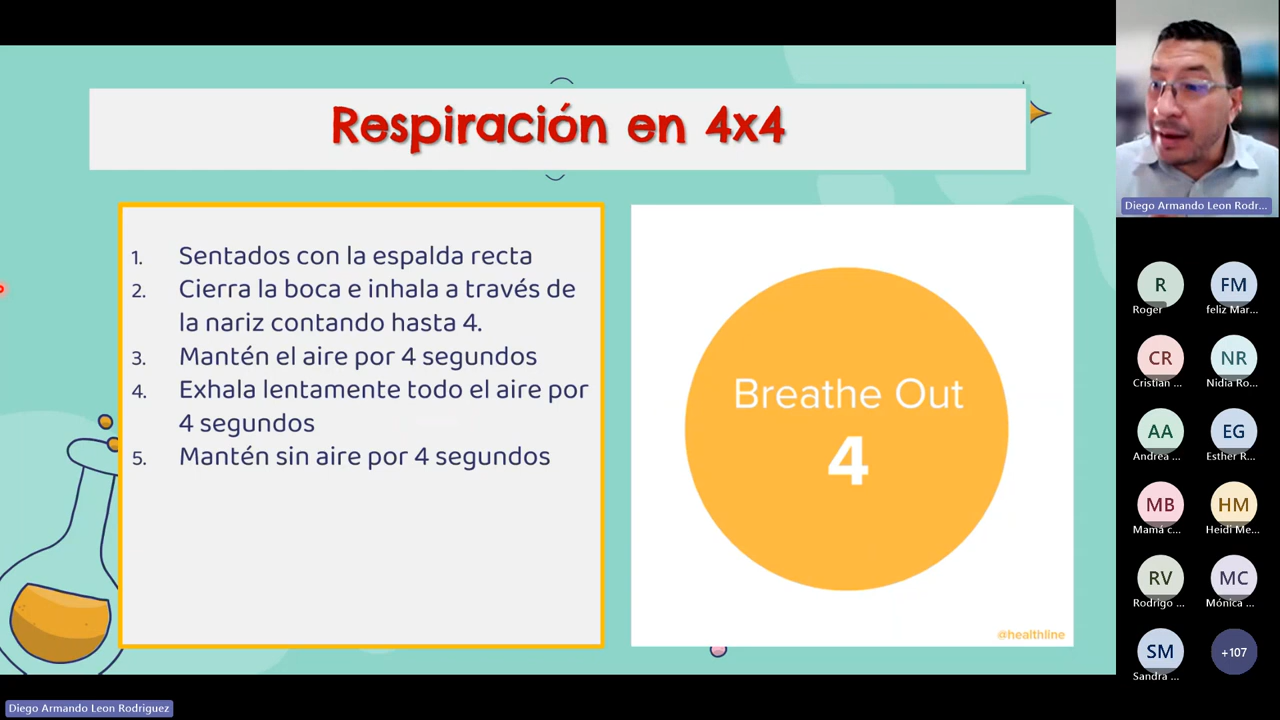 Respiración en 4x4
1. Sentados con la espalda recta
2. Cierra la boca e inhala a través de
la nariz contando hasta 4.
3. Mantén el aire por 4 segundos
4. Exhala lentamente todo el aire por
4 segundos
5. Mantén sin aire por 4 segundos
Breathe Out
4
@healthline
Diego Armando Leon Rodr...
R FM
Roger feliz Mar...
CR NR
Cristian ... Nidia Ro...
AA EG
Andrea ... Esther R...
MB HM
Mamá c... Heidi Me...
RV MC
Rodrigo ... Mónica ...
SM +107
Sandra ...
Diego Armando Leon Rodriguez